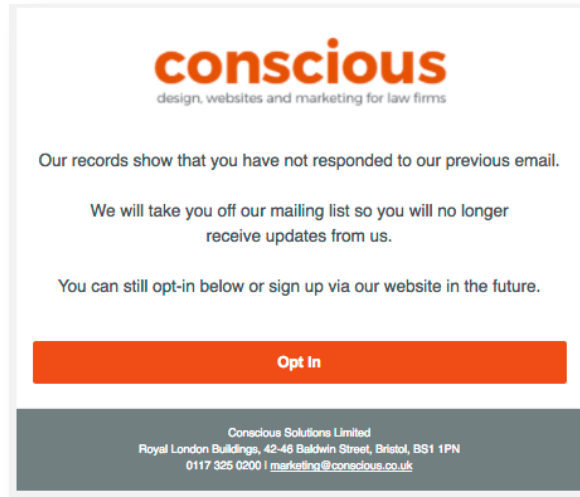 conscious
design, websites and marketing for law firms
Our records show that you have not responded to our previous email.
We will take you off our mailing list so you will no longer
receive updates from us.
You can still opt-in below or sign up via our website in the future.
Opt In
Conscious Solutions Limited
Royal London Buildings, 42-46 Baldwin Street, Bristol, BS1 1PN
0117 325 0200 | marketing@conscious.co.uk